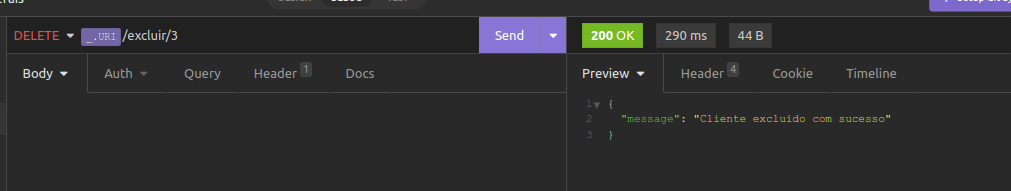 DELETE _.URI /excluir/3 Send 200 OK 290 ms 44 B
Body Auth Query Header 1 Docs Preview Header 4 Cookie Timeline
1 {
2 "message": "Cliente excluido com sucesso"
3 }